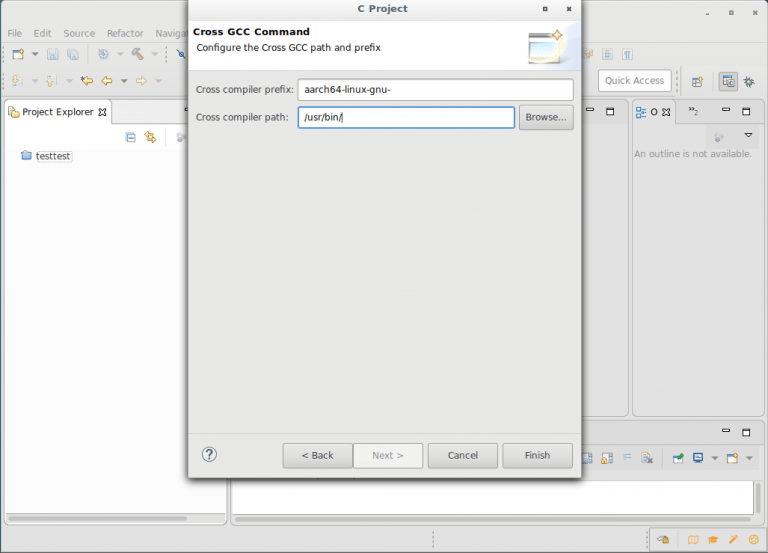 C Project
Cross GCC Command
Configure the Cross GCC path and prefix
File Edit Source Refactor
Quick Access
Cross compiler prefix: aarch64-linux-gnu-
Cross compiler path: /usr/bin/ Browse...
Project Explorer
O
»2
testtest
An outline is not available.
? < Back Next > Cancel Finish